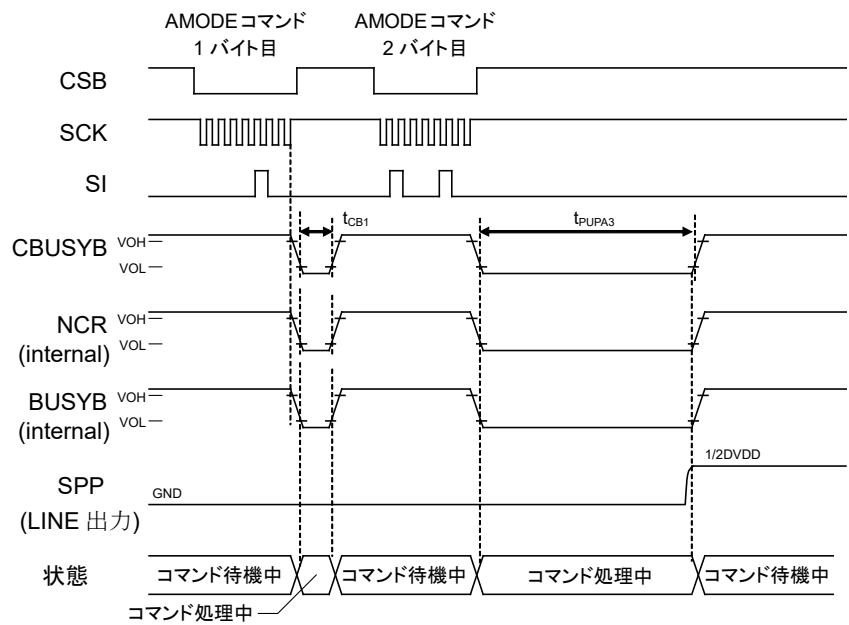 AMODEコマンド
1 バイト目
AMODEコマンド
2 バイト目
CSB
SCK
SI
tCB1
tPUPA3
CBUSYB
VOH
VOL
NCR
(internal)
VOH
VOL
BUSYB
(internal)
VOH
VOL
1/2DVDD
SPP
(LINE 出力)
GND
状態
コマンド待機中
コマンド待機中
コマンド処理中
コマンド待機中
コマンド処理中